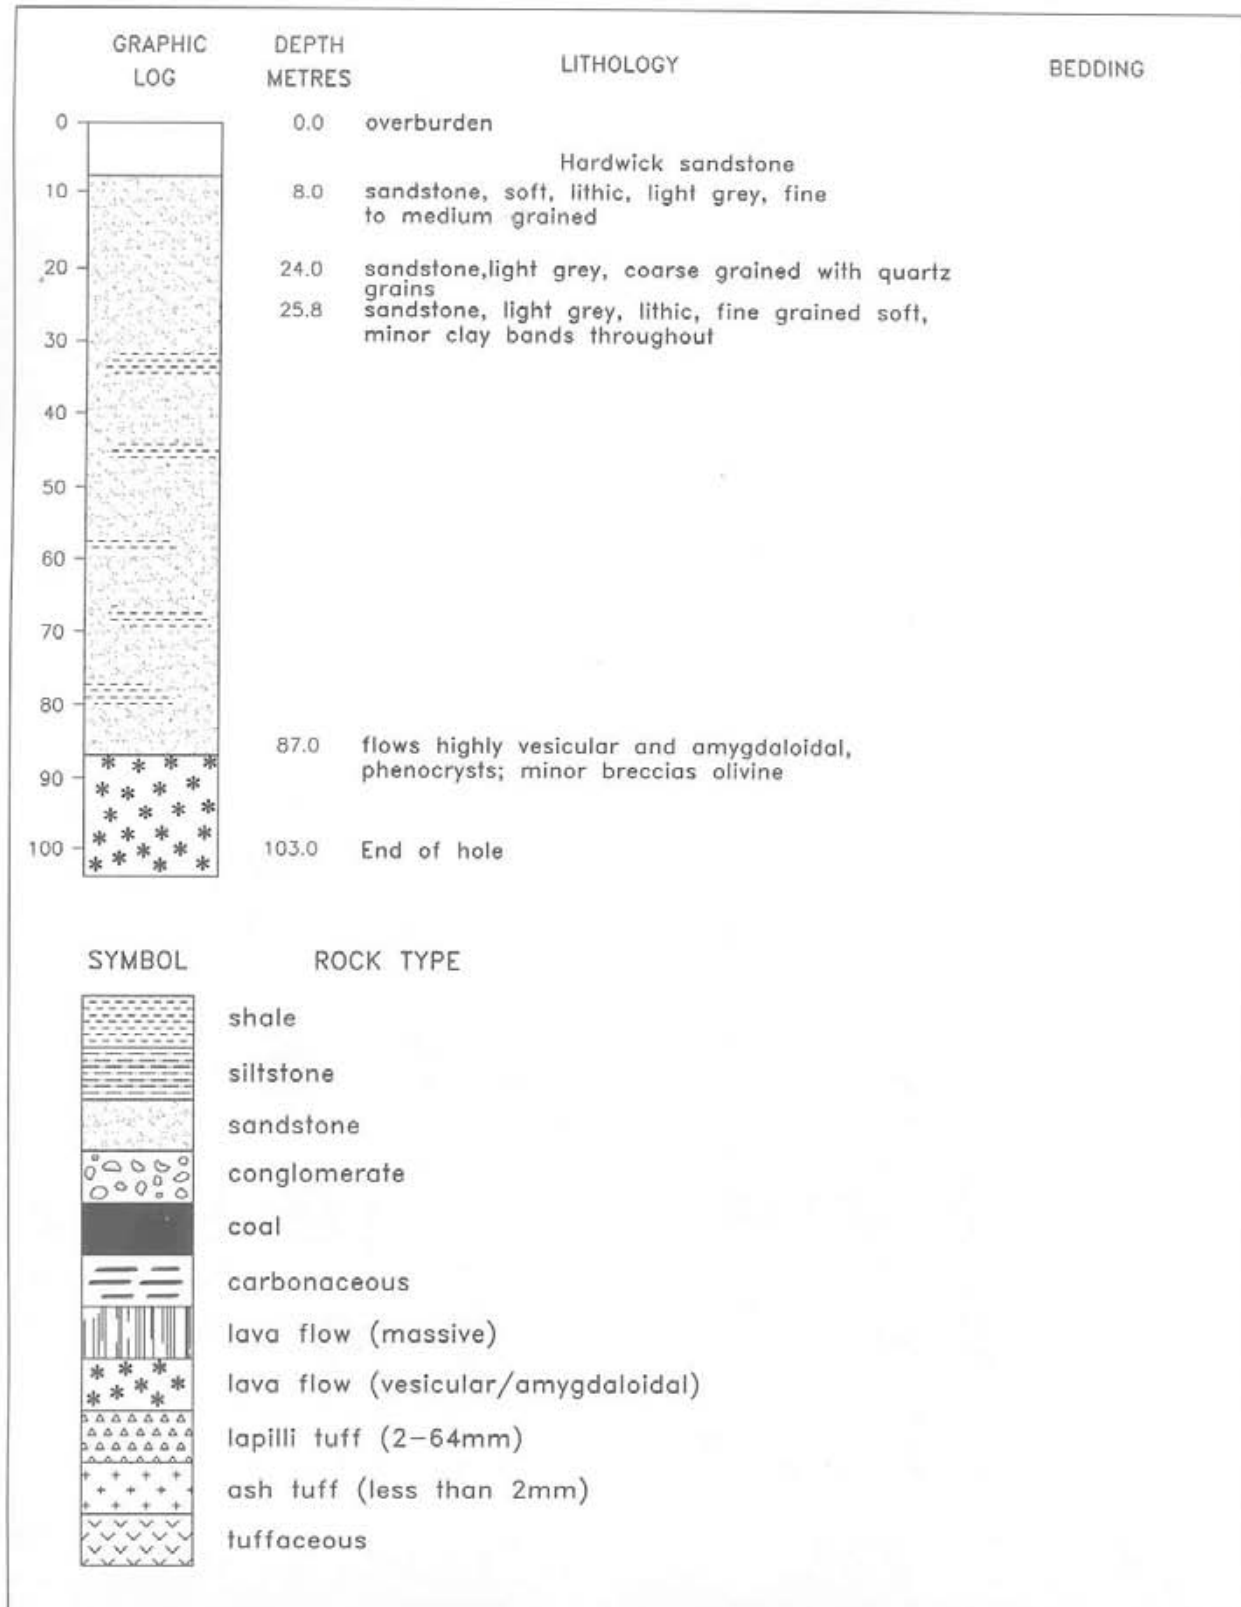 GRAPHIC LOG
DEPTH METRES
LITHOLOGY
BEDDING
0
0.0 overburden
Hardwick sandstone
10
8.0 sandstone, soft, lithic, light grey, fine
to medium grained
20
24.0 sandstone,light grey, coarse grained with quartz
grains
25.8 sandstone, light grey, lithic, fine grained soft,
minor clay bands throughout
30
40
50
60
70
80
87.0 flows highly vesicular and amygdaloidal,
phenocrysts; minor breccias olivine
90
100
103.0 End of hole
SYMBOL ROCK TYPE
shale
siltstone
sandstone
conglomerate
coal
carbonaceous
lava flow (massive)
lava flow (vesicular/amygdaloidal)
lapilli tuff (2-64mm)
ash tuff (less than 2mm)
tuffaceous